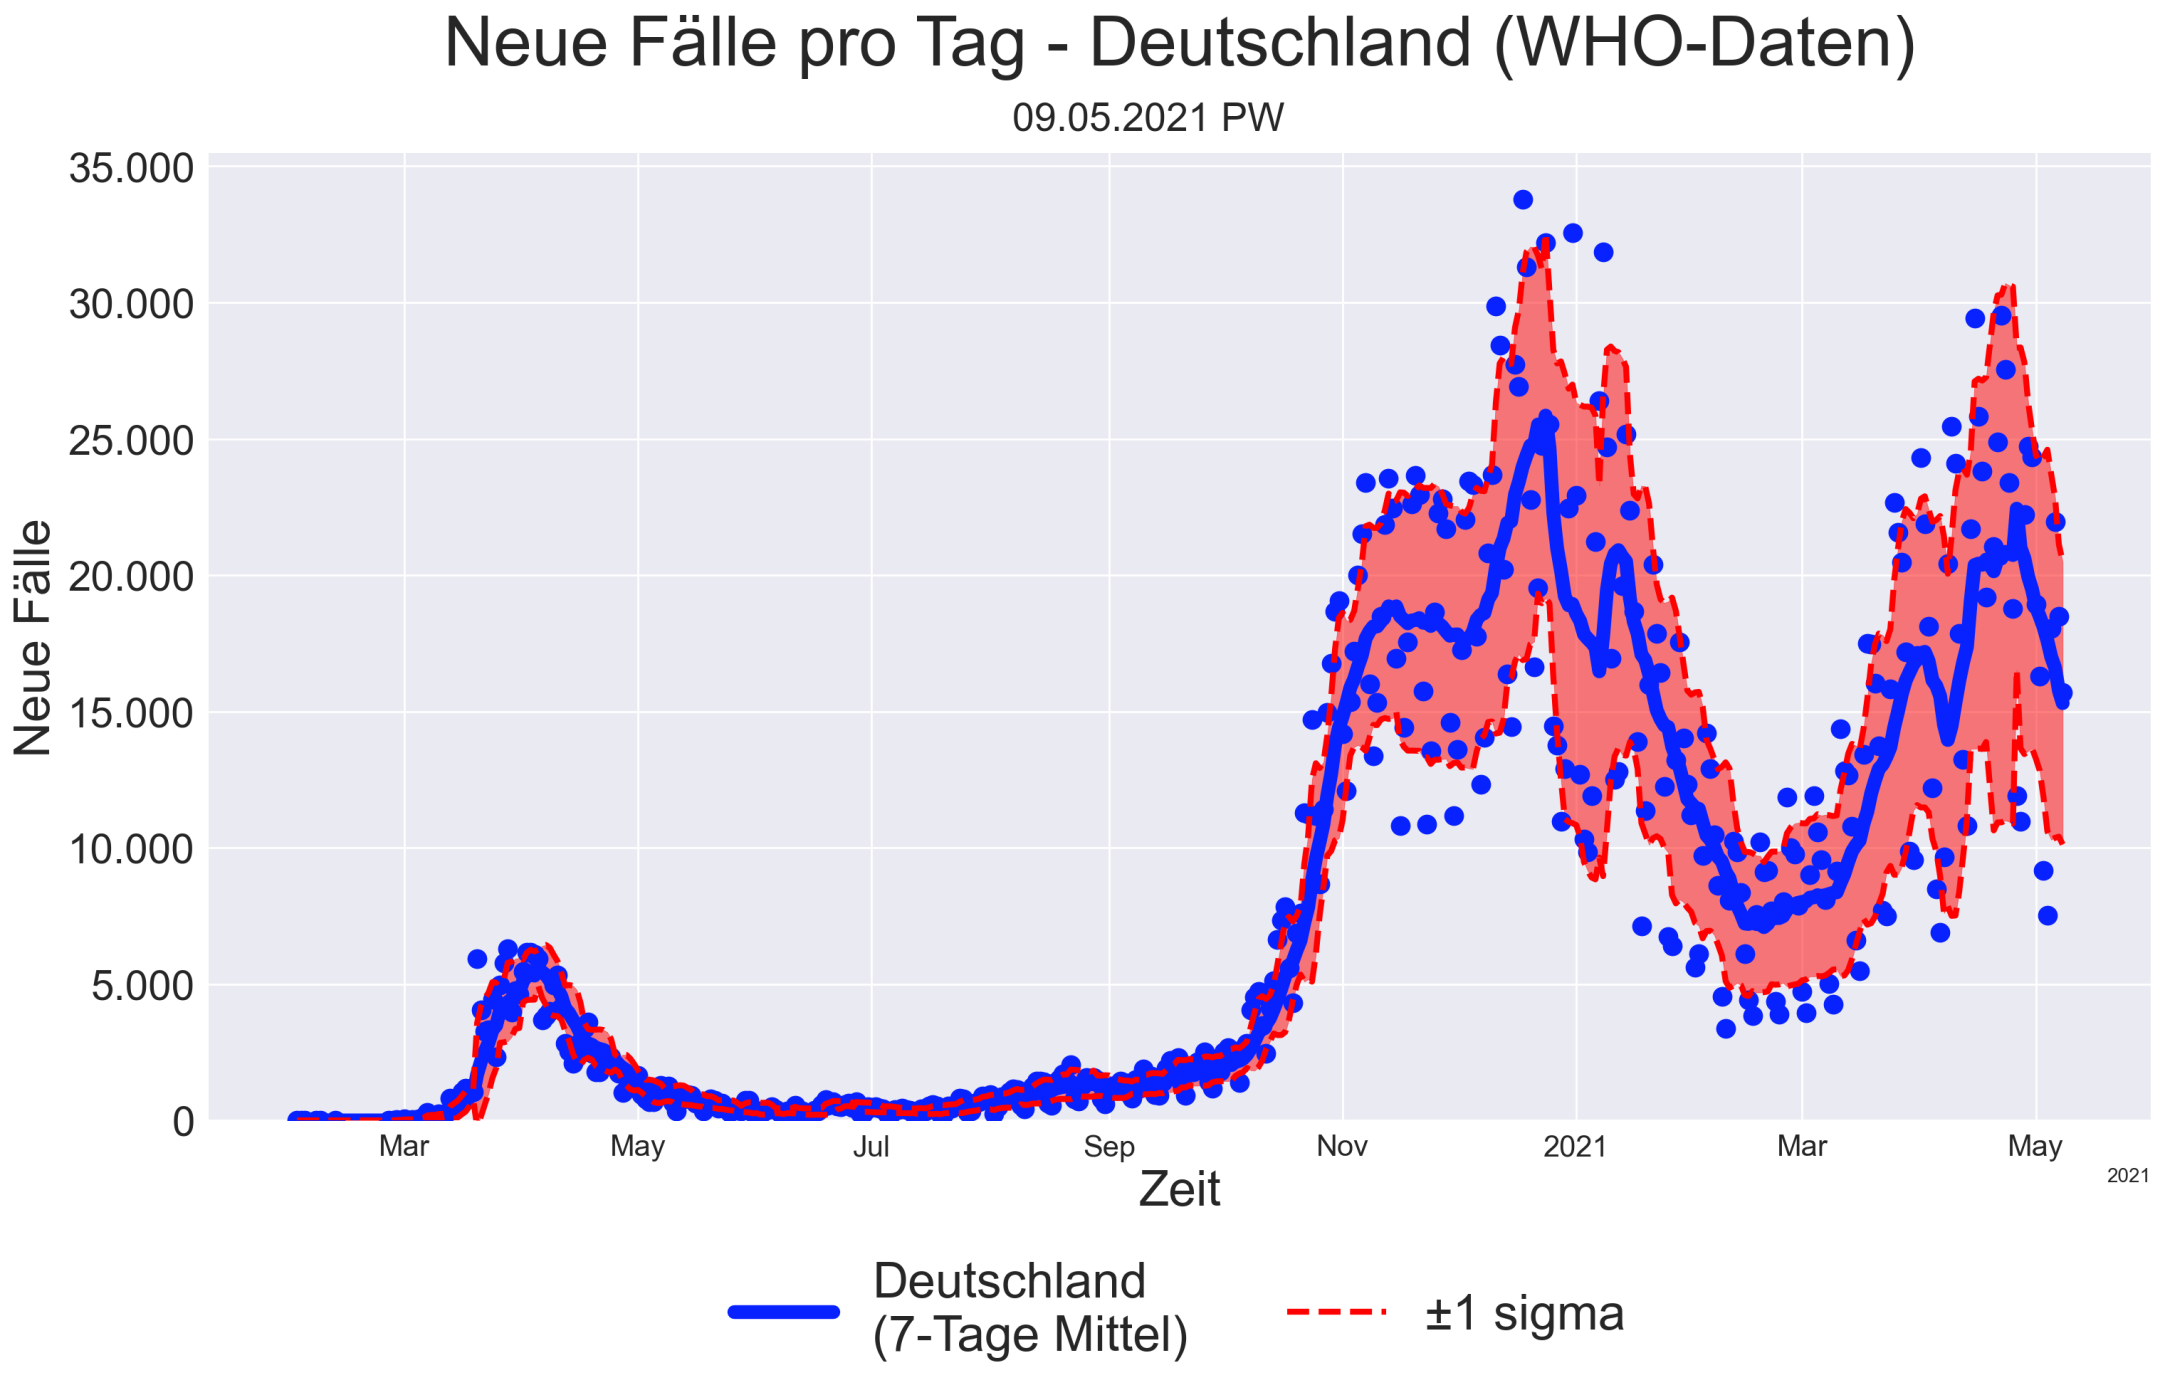 Neue Fälle pro Tag - Deutschland (WHO-Daten)
09.05.2021 PW
35.000
30.000
25.000
20.000
15.000
10.000
5.000
0
Neue Fälle
Mar
May
Jul
Sep
Nov
2021
Mar
May
2021
Zeit
Deutschland
(7-Tage Mittel)
±1 sigma